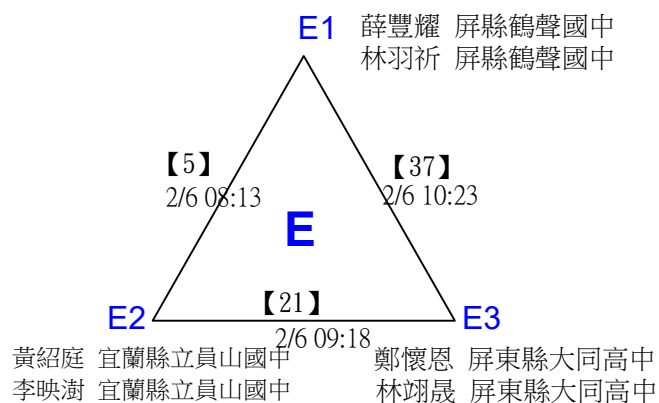 E1 薛豐耀 屏縣鶴聲國中
林羽祈 屏縣鶴聲國中
【5】
2/6 08:13
【37】
2/6 10:23
E
【21】
2/6 09:18
E2
E3
黃紹庭 宜蘭縣立員山國中
李映澍 宜蘭縣立員山國中
鄭懷恩 屏東縣大同高中
林翊晟 屏東縣大同高中